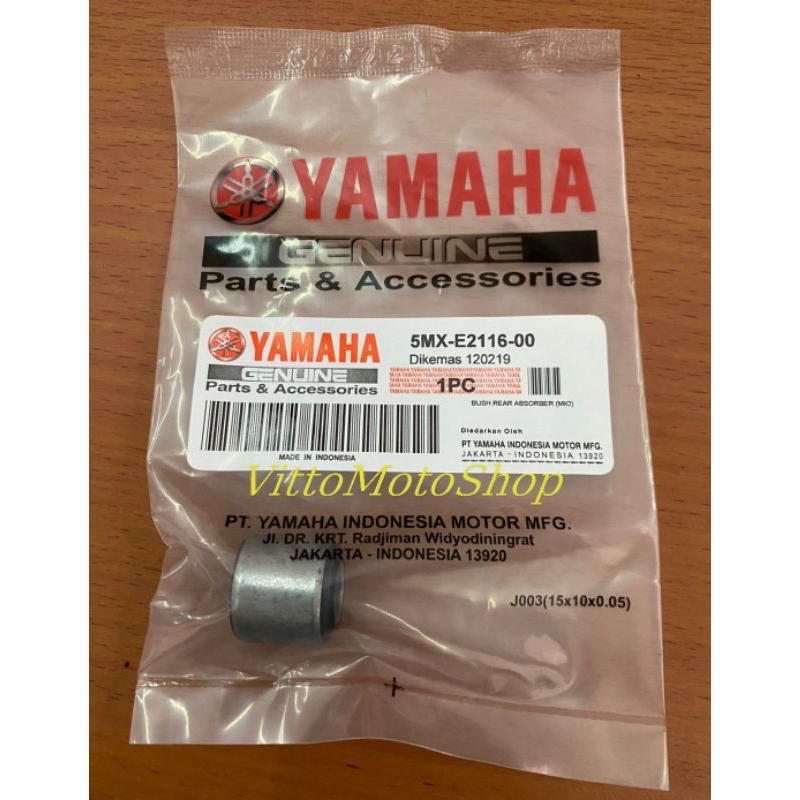 YAMAHA
GENUINE
Parts & Accessories
YAMAHA
GENUINE
Parts & Accessories
MADE IN INDONESIA
5MX-E2116-00
Dikemas 120219
1PC
BUSH REAR ABSORBER (MIO)
Diedarkan Oleh
PT YAMAHA INDONESIA MOTOR MFG.
JAKARTA - INDONESIA 13920
VittoMotoShop
PT. YAMAHA INDONESIA MOTOR MFG.
Jl. DR. KRT. Radjiman Widyodiningrat
JAKARTA - INDONESIA 13920
J003(15x10x0.05)